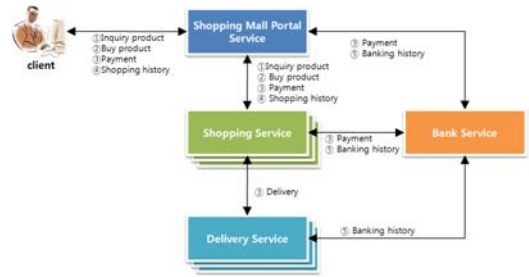 Shopping Mall Portal
Service
client
①Inquiry product
②Buy product
③Payment
④Shopping history
③ Payment
⑤ Banking history
①Inquiry product
② Buy product
③ Payment
④ Shopping history
Shopping Service
③ Payment
⑤ Banking history
Bank Service
③ Delivery
Delivery Service
⑤ Banking history